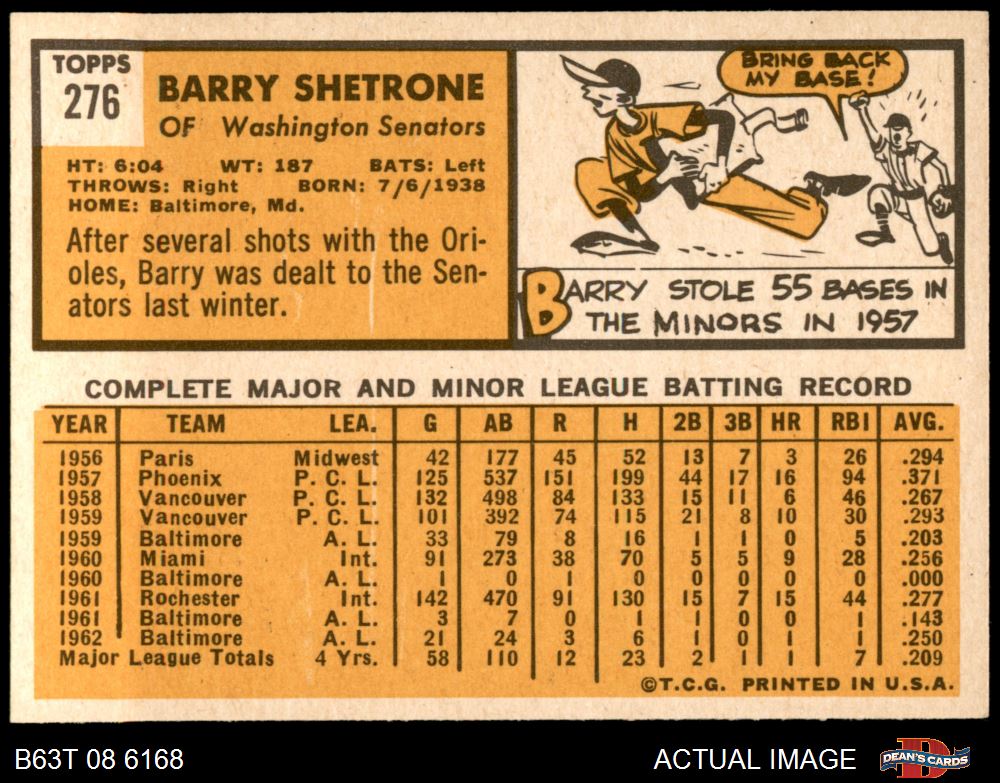 TOPPS
276
BARRY SHETRONE
OF Washington Senators
HT: 6:04 WT: 187 BATS: Left
THROWS: Right BORN: 7/6/1938
HOME: Baltimore, Md.
After several shots with the Ori-
oles, Barry was dealt to the Sen-
ators last winter.
BRING BACK
MY BASE!
BARRY STOLE 55 BASES IN
THE MINORS IN 1957
COMPLETE MAJOR AND MINOR LEAGUE BATTING RECORD
YEAR TEAM LEA. G AB R H 2B 3B HR RBI AVG.
1956 Paris Midwest 42 177 45 52 13 7 3 26 .294
1957 Phoenix P. C. L. 125 537 151 199 44 17 16 94 .371
1958 Vancouver P. C. L. 132 498 84 133 15 11 6 46 .267
1959 Vancouver P. C. L. 101 392 74 115 21 8 10 30 .293
1959 Baltimore A. L. 33 79 8 16 1 1 0 5 .203
1960 Miami Int. 91 273 38 70 5 5 9 28 .256
1960 Baltimore A. L. 1 0 1 0 0 0 0 0 .000
1961 Rochester Int. 142 470 91 130 15 7 15 44 .277
1961 Baltimore A. L. 3 7 0 1 1 0 0 1 .143
1962 Baltimore A. L. 21 24 3 6 0 0 1 1 .250
Major League Totals 4 Yrs. 58 110 12 23 2 1 1 7 .209
©T.C.G. PRINTED IN U.S.A.
B63T 08 6168 ACTUAL IMAGE DEAN'S CARDS